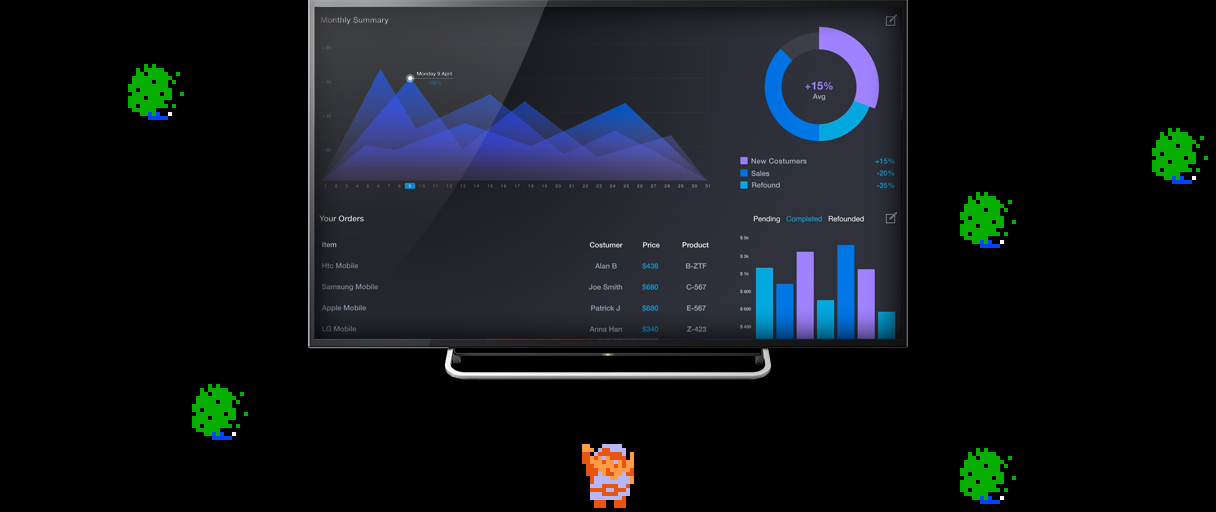 Monthly Summary
Monday 9 April
+15%
Avg
New Costumers +15%
Sales -20%
Refound -35%
1 2 3 4 5 6 7 8 9 10 11 12 13 14 15 16 17 18 19 20 21 22 23 24 25 26 27 28 29 30 31
Your Orders
Item Costumer Price Product
Htc Mobile Alan B $438 B-ZTF
Samsung Mobile Joe Smith $680 C-567
Apple Mobile Patrick J $680 E-567
LG Mobile Anna Han $340 Z-423
Pending Completed Refounded
$ 5k
$ 3k
$ 1k
$ 800
$ 600
$ 400